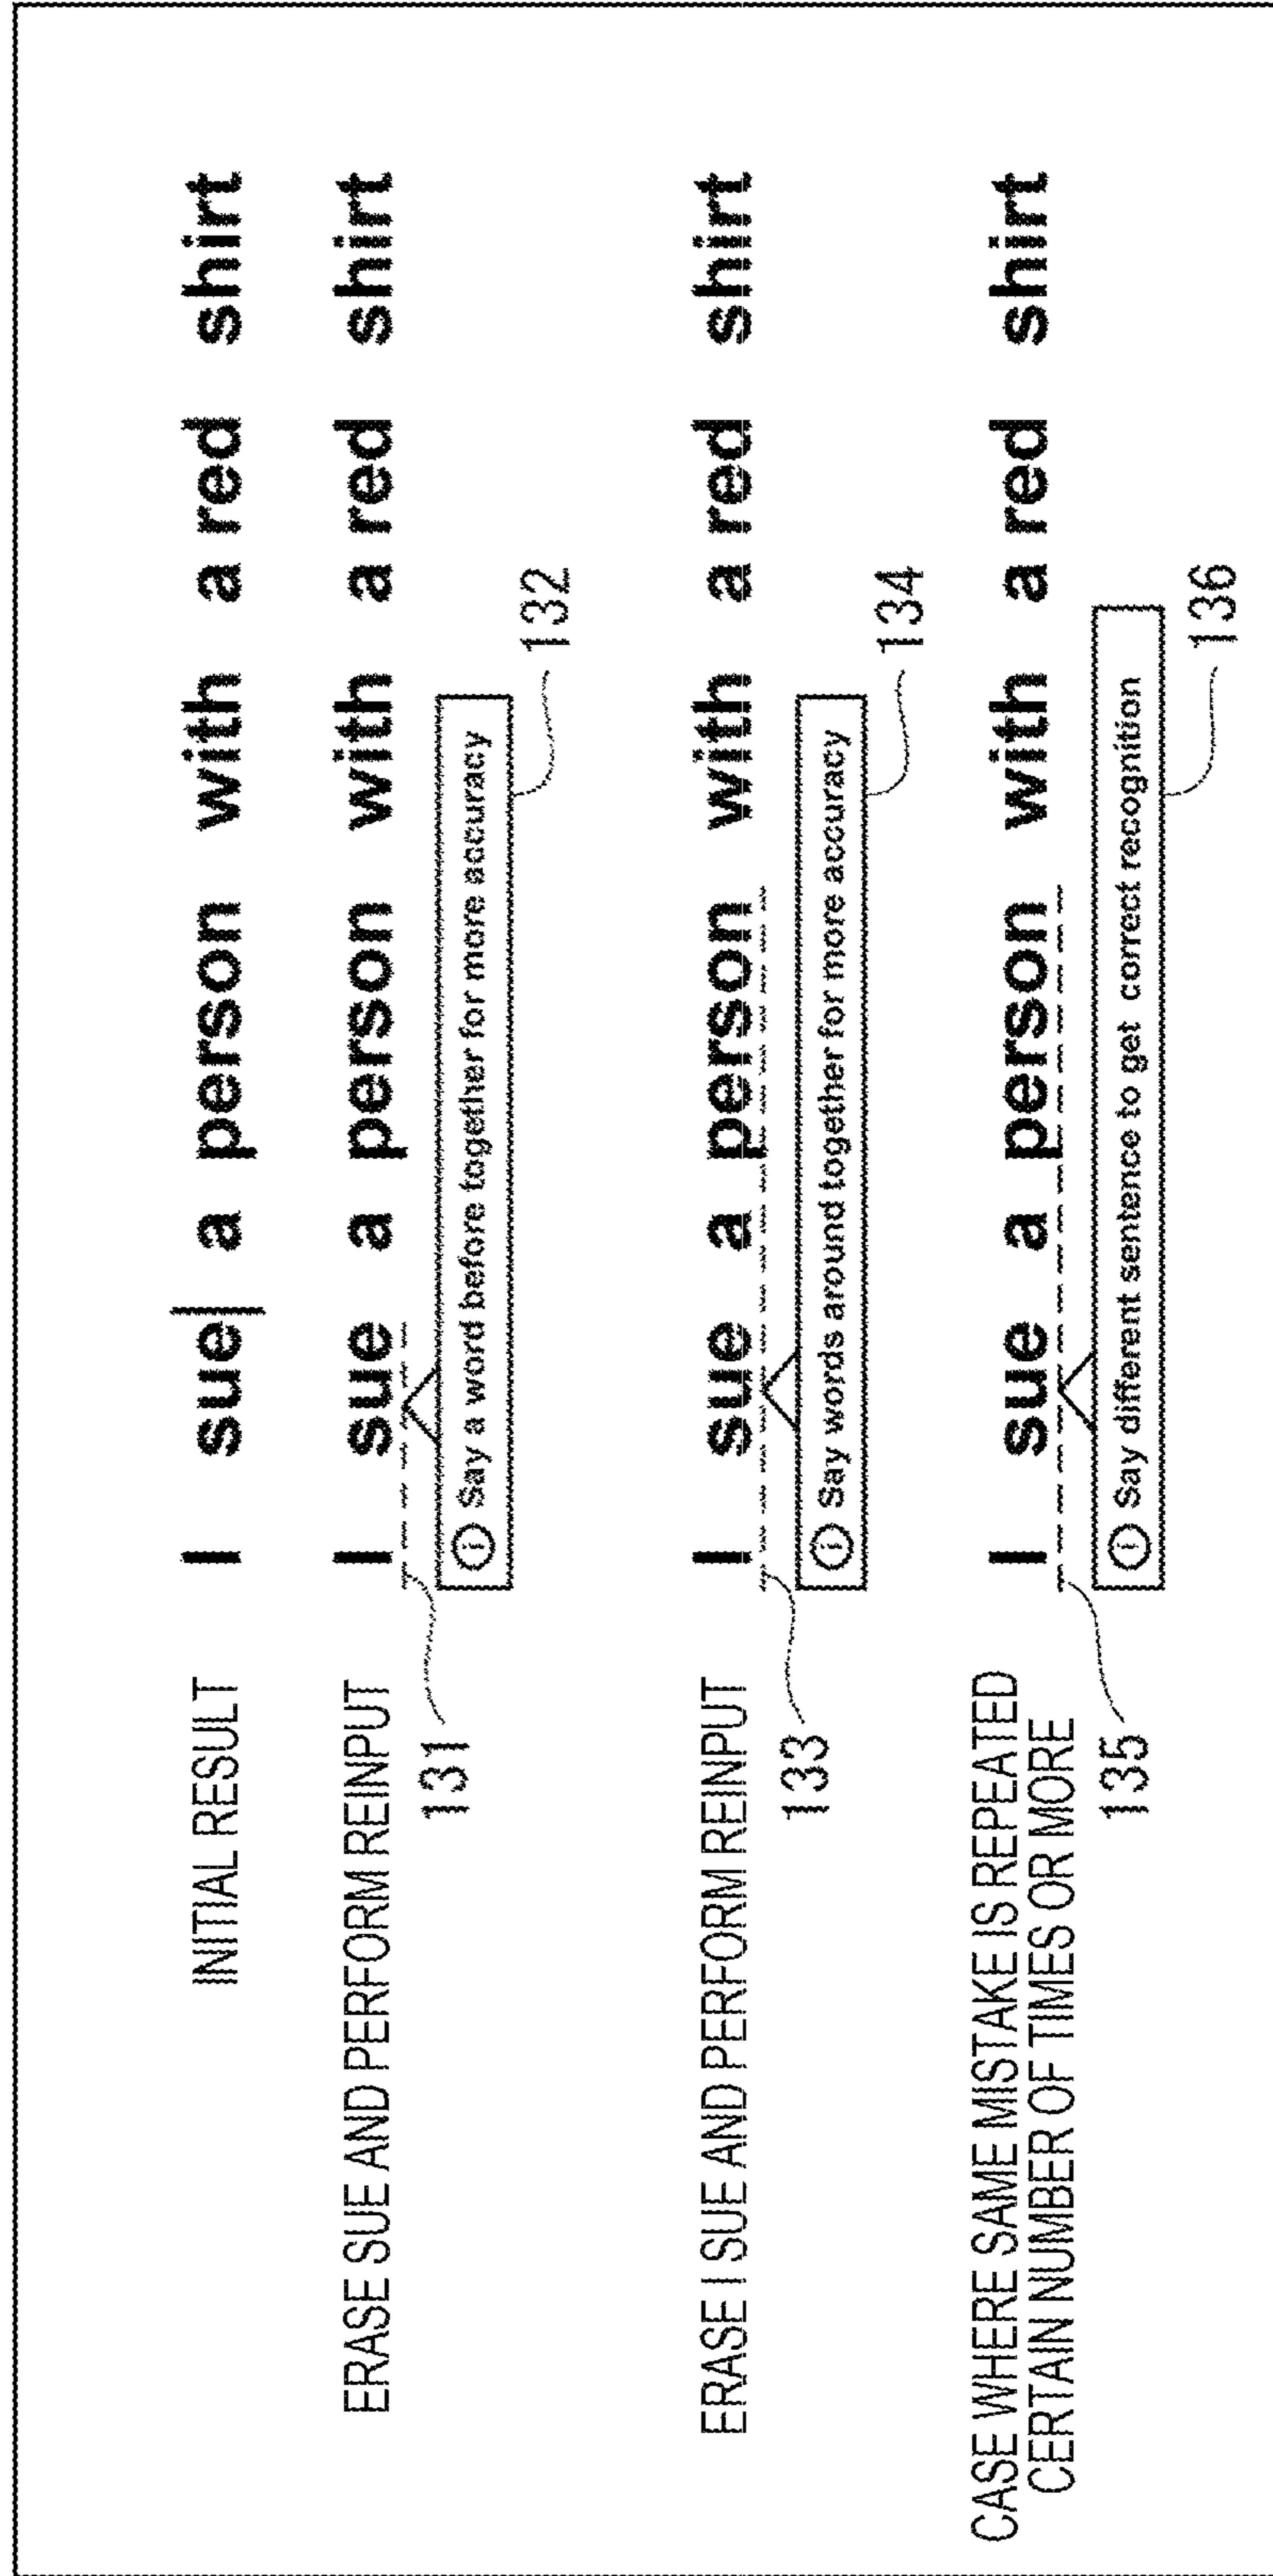 INITIAL RESULT I sue| a person with a red shirt
ERASE SUE AND PERFORM REINPUT I sue a person with a red shirt
131
ⓘ Say a word before together for more accuracy
132
ERASE I SUE AND PERFORM REINPUT I sue a person with a red shirt
133
ⓘ Say words around together for more accuracy
134
CASE WHERE SAME MISTAKE IS REPEATED
CERTAIN NUMBER OF TIMES OR MORE
I sue a person with a red shirt
135
ⓘ Say different sentence to get correct recognition
136